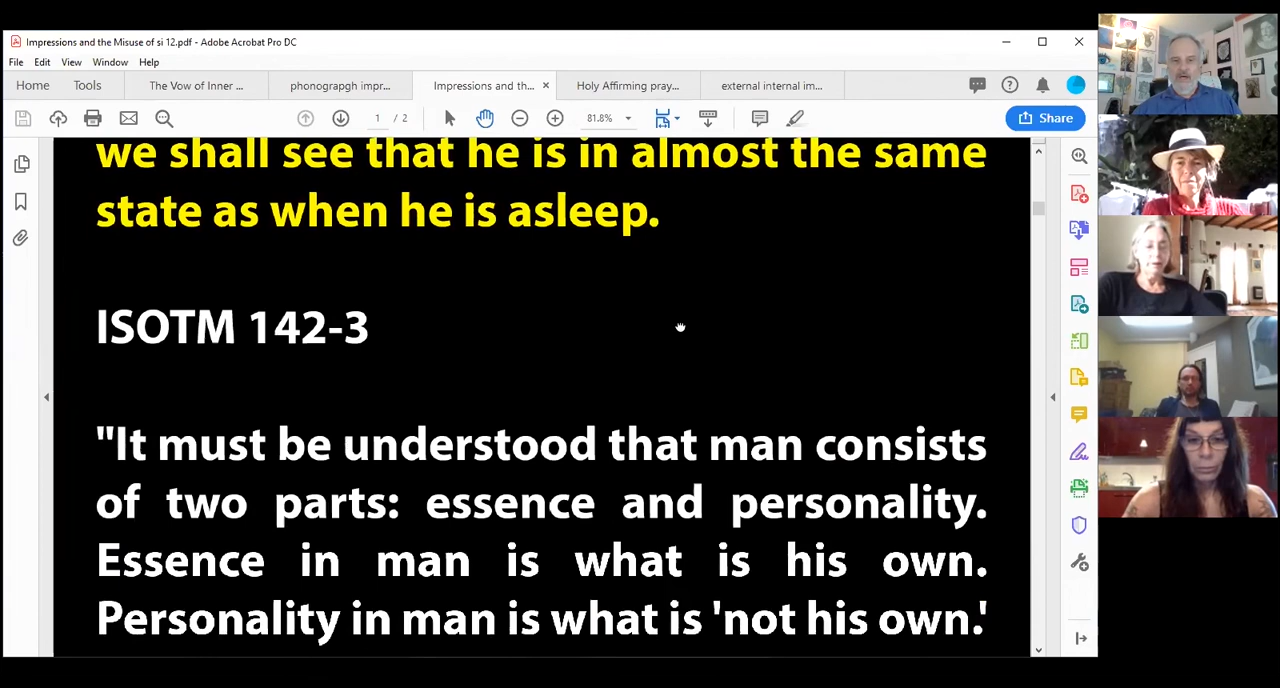 Impressions and the Misuse of si 12.pdf - Adobe Acrobat Pro DC
File Edit View Window Help
Home Tools The Vow of Inner ... phonograpgh impr... Impressions and th... × Holy Affirming pray... external internal im...
1 / 2 81.8% Share
we shall see that he is in almost the same
state as when he is asleep.
ISOTM 142-3
"It must be understood that man consists
of two parts: essence and personality.
Essence in man is what is his own.
Personality in man is what is 'not his own.'